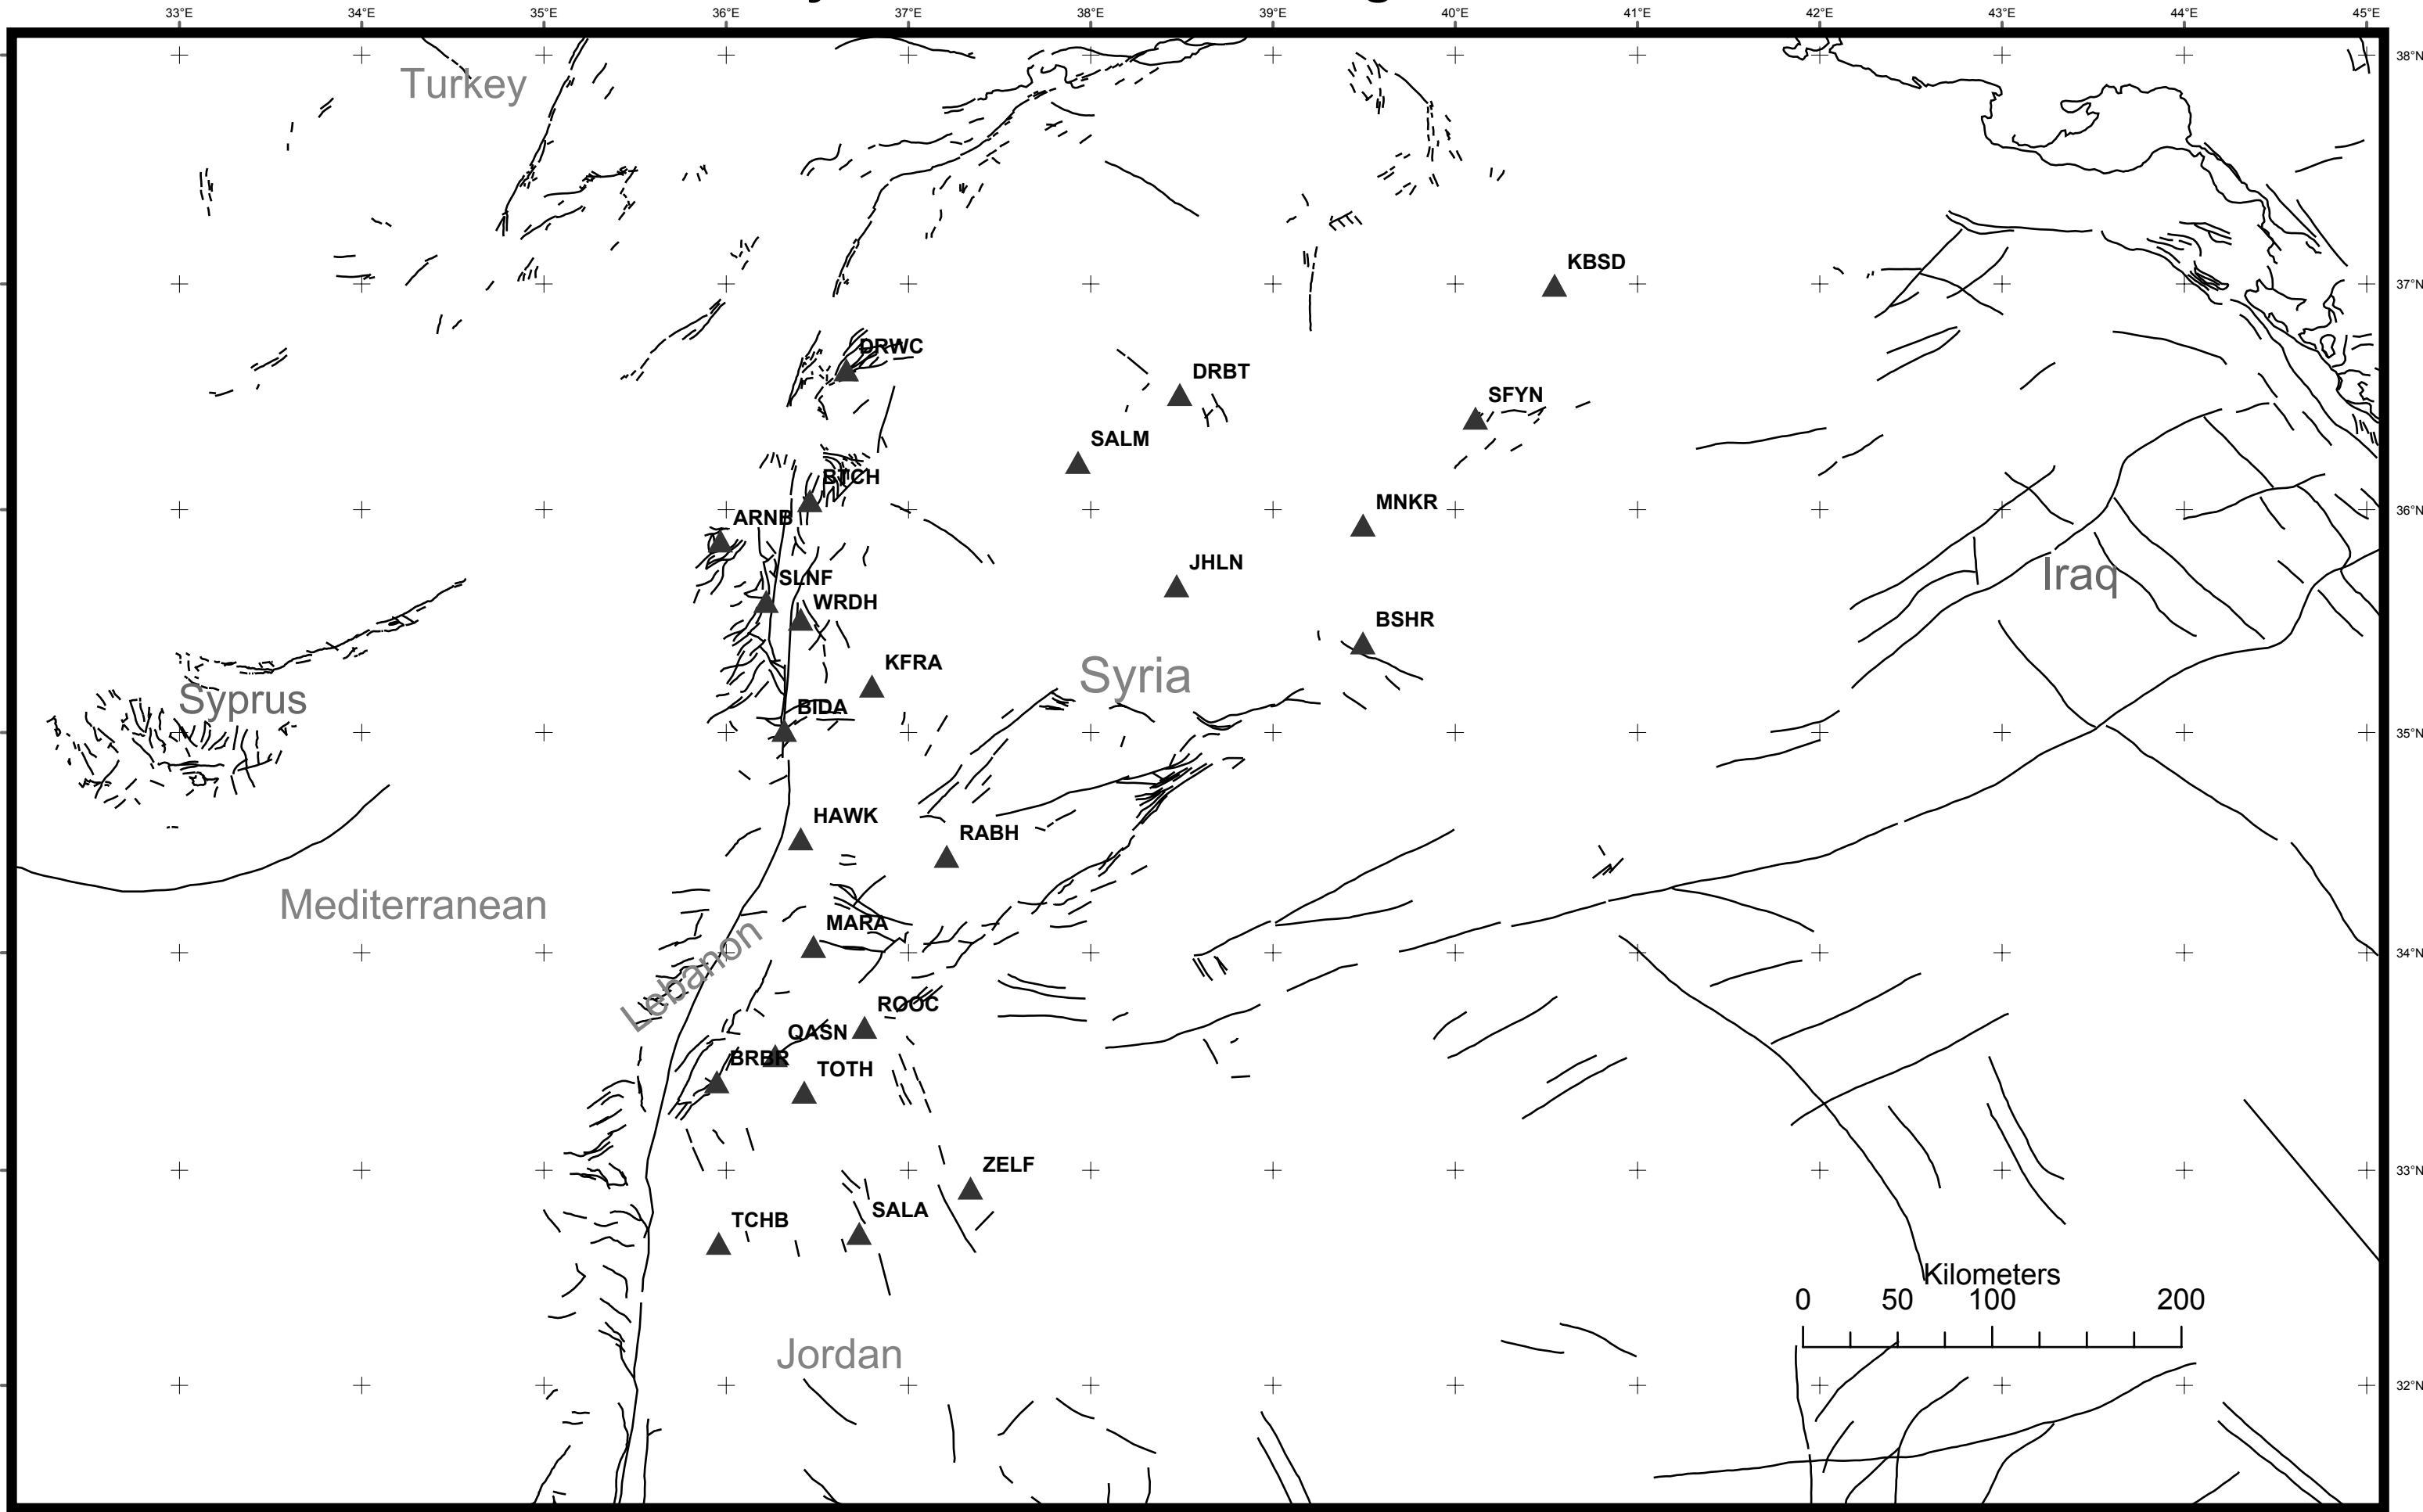 33°E 34°E 35°E 36°E 37°E 38°E 39°E 40°E 41°E 42°E 43°E 44°E 45°E
38°N
Turkey
KBSD
37°N
DRWC
DRBT
SFYN
SALM
BTCH
MNKR
36°N
ARNB
JHLN
Iraq
SLNF
WRDH
BSHR
KFRA
Syria
Syprus
BIDA
35°N
HAWK
RABH
Mediterranean
MARA
34°N
Lebanon
ROOC
QASN
BRBR
TOTH
ZELF
33°N
SALA
TCHB
Kilometers
0 50 100 200
Jordan
32°N